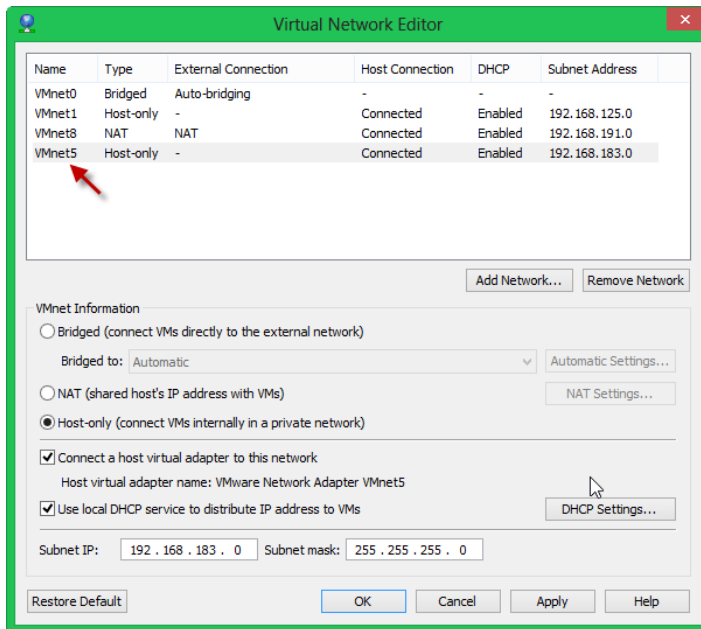 Virtual Network Editor
Name Type External Connection Host Connection DHCP Subnet Address
VMnet0 Bridged Auto-bridging - - -
VMnet1 Host-only - Connected Enabled 192.168.125.0
VMnet8 NAT NAT Connected Enabled 192.168.191.0
VMnet5 Host-only - Connected Enabled 192.168.183.0
Add Network... Remove Network
VMnet Information
Bridged (connect VMs directly to the external network)
Bridged to: Automatic Automatic Settings...
NAT (shared host's IP address with VMs) NAT Settings...
Host-only (connect VMs internally in a private network)
Connect a host virtual adapter to this network
Host virtual adapter name: VMware Network Adapter VMnet5
Use local DHCP service to distribute IP address to VMs DHCP Settings...
Subnet IP: 192 . 168 . 183 . 0 Subnet mask: 255 . 255 . 255 . 0
Restore Default OK Cancel Apply Help